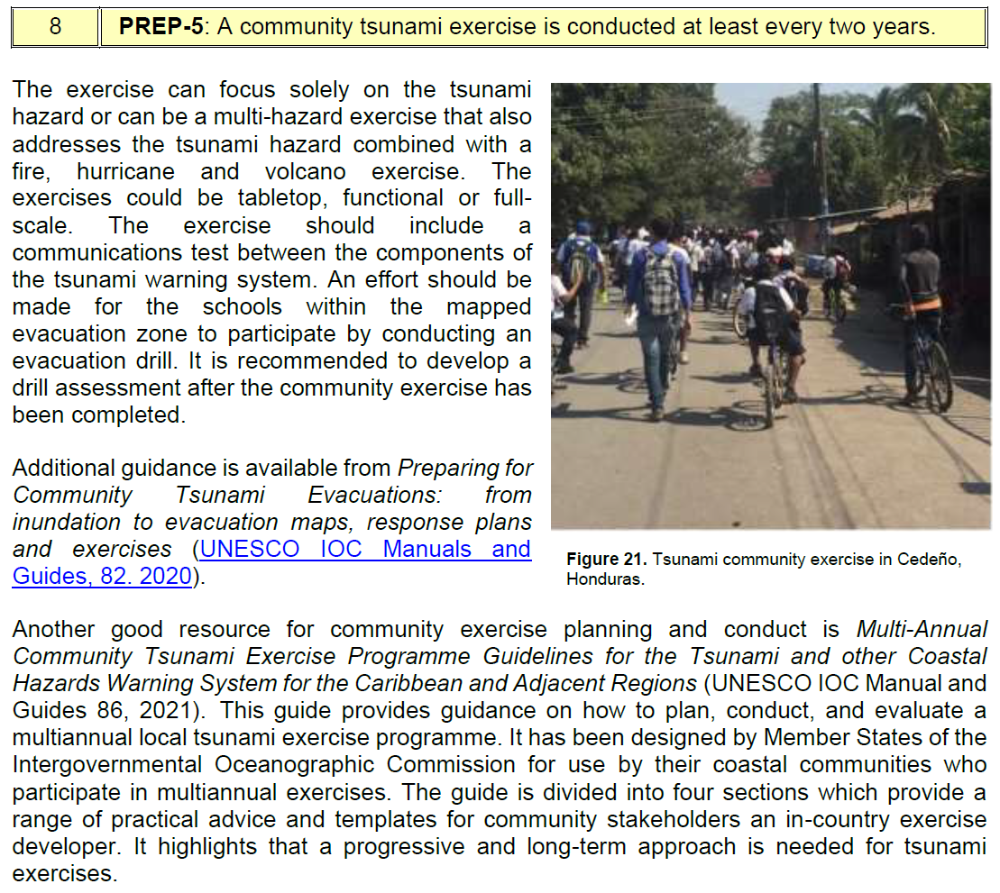 8 PREP-5: A community tsunami exercise is conducted at least every two years.
The exercise can focus solely on the tsunami
hazard or can be a multi-hazard exercise that also
addresses the tsunami hazard combined with a
fire, hurricane and volcano exercise. The
exercises could be tabletop, functional or full-
scale. The exercise should include a
communications test between the components of
the tsunami warning system. An effort should be
made for the schools within the mapped
evacuation zone to participate by conducting an
evacuation drill. It is recommended to develop a
drill assessment after the community exercise has
been completed.
Additional guidance is available from Preparing for
Community Tsunami Evacuations: from
inundation to evacuation maps, response plans
and exercises (UNESCO IOC Manuals and
Guides, 82. 2020).
Figure 21. Tsunami community exercise in Cedeño,
Honduras.
Another good resource for community exercise planning and conduct is Multi-Annual
Community Tsunami Exercise Programme Guidelines for the Tsunami and other Coastal
Hazards Warning System for the Caribbean and Adjacent Regions (UNESCO IOC Manual and
Guides 86, 2021). This guide provides guidance on how to plan, conduct, and evaluate a
multiannual local tsunami exercise programme. It has been designed by Member States of the
Intergovernmental Oceanographic Commission for use by their coastal communities who
participate in multiannual exercises. The guide is divided into four sections which provide a
range of practical advice and templates for community stakeholders an in-country exercise
developer. It highlights that a progressive and long-term approach is needed for tsunami
exercises.